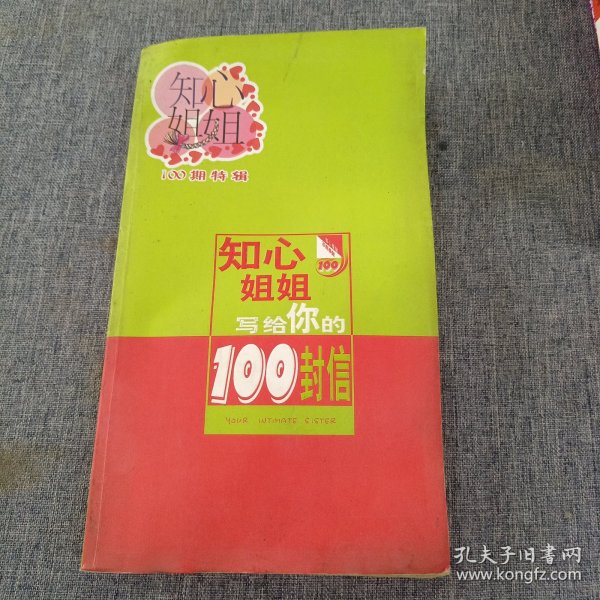 知心
姐姐
100期特辑
知心
100
姐姐
写给你的
100封信
YOUR INTIMATE SISTER
孔夫子旧书网
www.kongfz.com